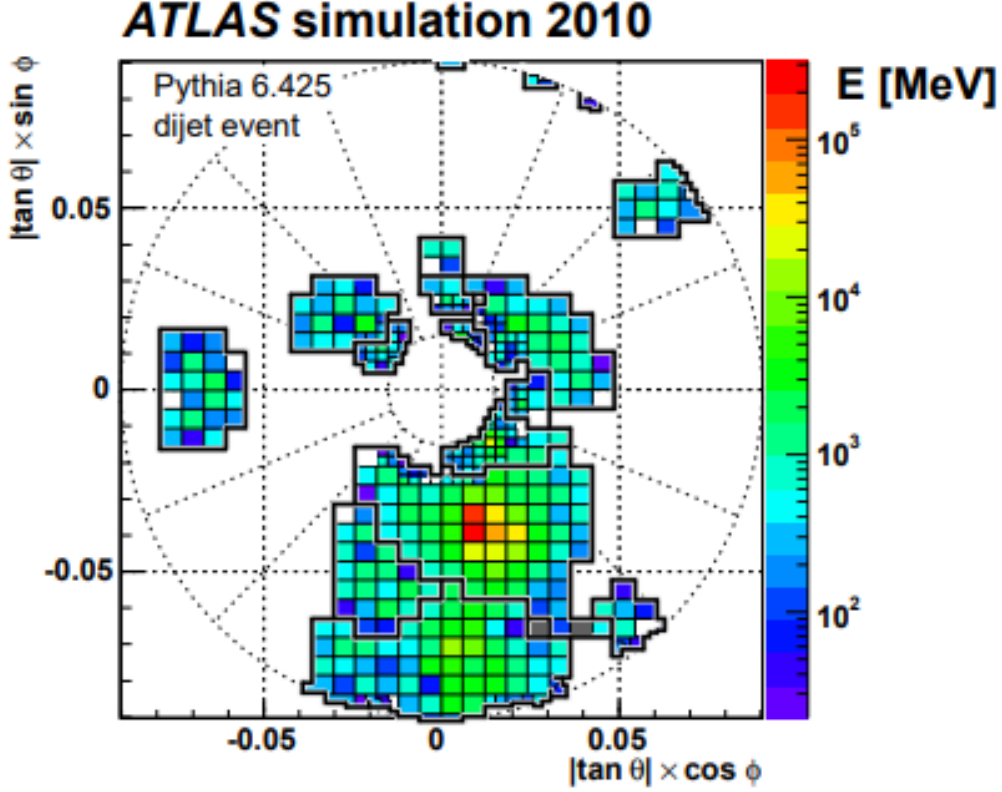 ATLAS simulation 2010
Pythia 6.425
dijet event
E [MeV]
10⁵
10⁴
10³
10²
|tan θ| × sin ϕ
0.05
0
-0.05
-0.05
0
0.05
|tan θ| × cos ϕ